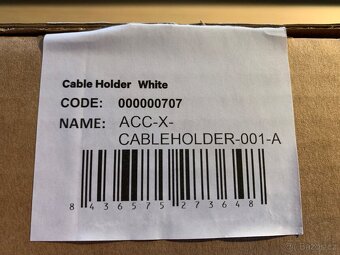 Cable Holder White
CODE: 000000707
NAME: ACC-X-
CABLEHOLDER-001-A
8 436575 273648